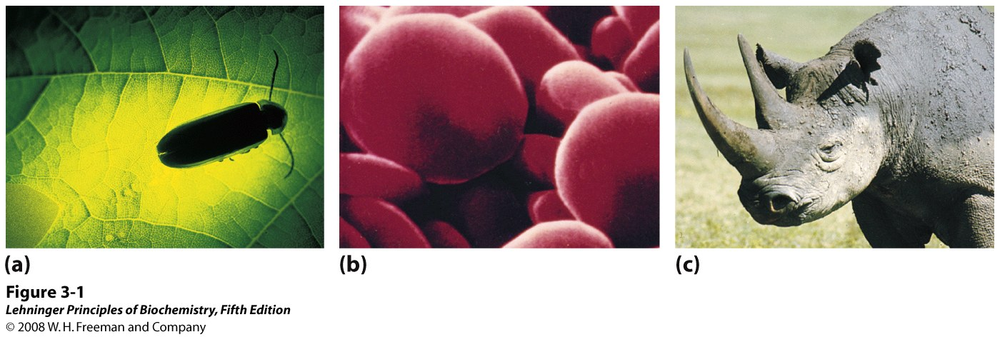 (a) (b) (c)
Figure 3-1
Lehninger Principles of Biochemistry, Fifth Edition
© 2008 W. H. Freeman and Company